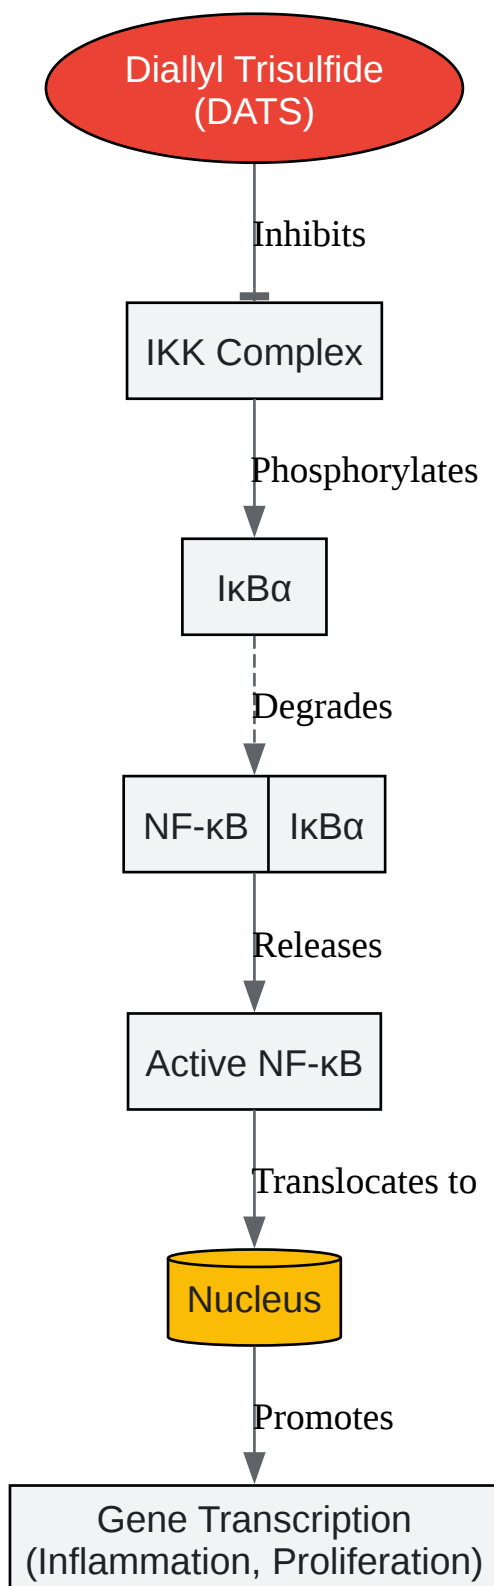 Diallyl Trisulfide
(DATS)
Inhibits
IKK Complex
Phosphorylates
IκBα
Degrades
NF-κB IκBα
Releases
Active NF-κB
Translocates to
Nucleus
Promotes
Gene Transcription
(Inflammation, Proliferation)